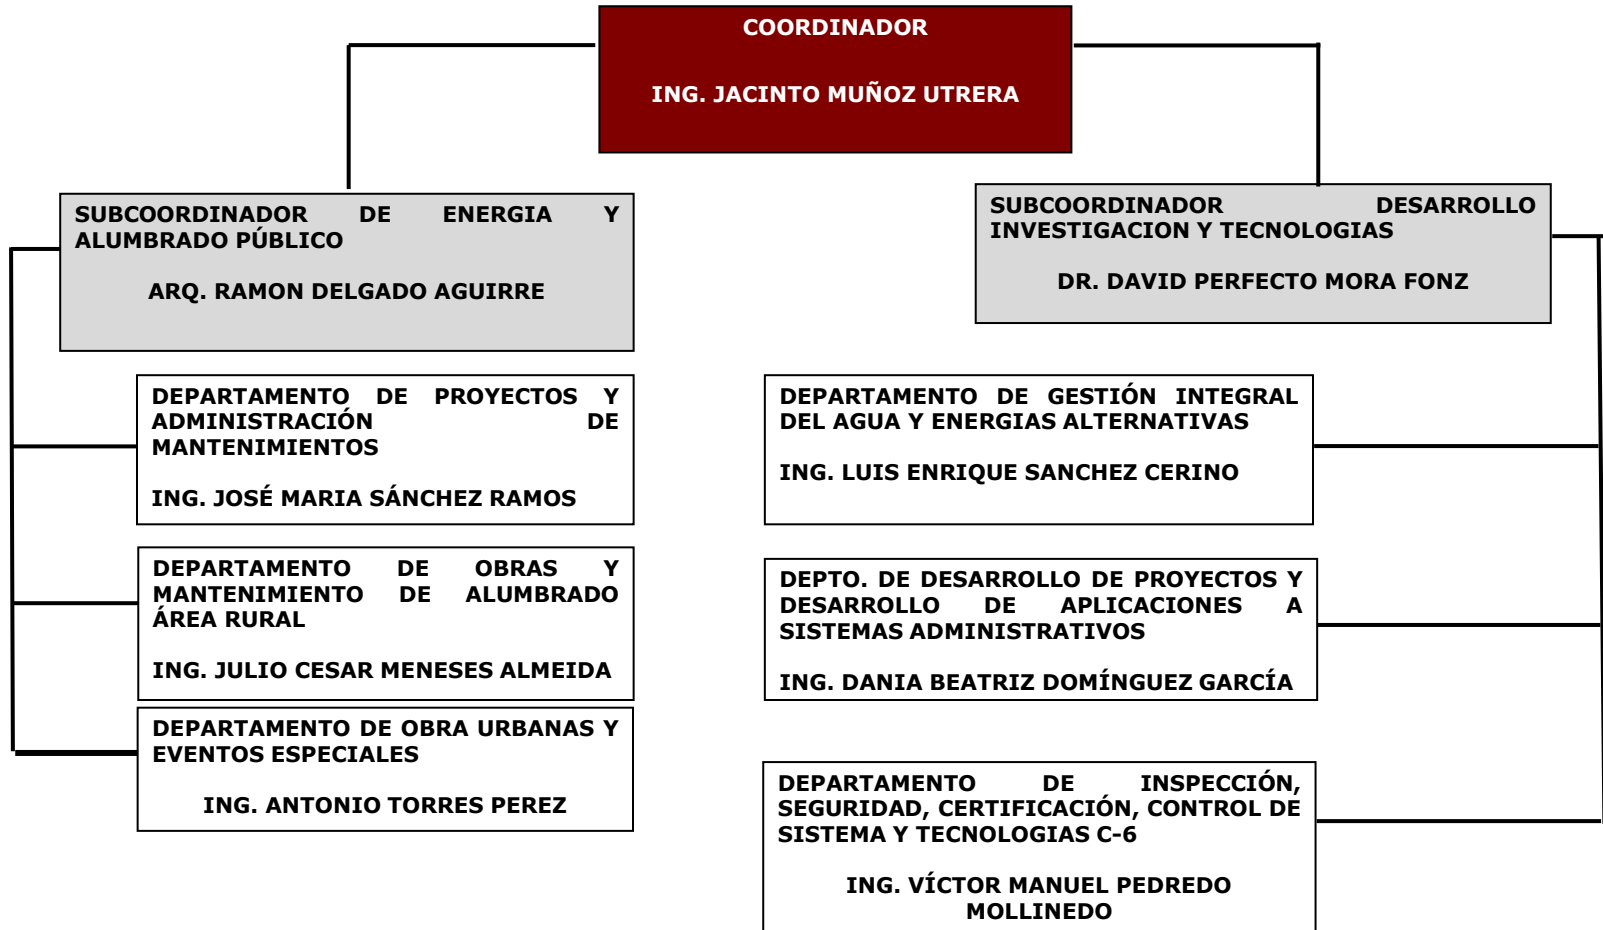 COORDINADOR
ING. JACINTO MUÑOZ UTRERA
SUBCOORDINADOR DE ENERGIA Y
ALUMBRADO PÚBLICO
ARQ. RAMON DELGADO AGUIRRE
SUBCOORDINADOR DESARROLLO
INVESTIGACION Y TECNOLOGIAS
DR. DAVID PERFECTO MORA FONZ
DEPARTAMENTO DE PROYECTOS Y
ADMINISTRACIÓN DE
MANTENIMIENTOS
ING. JOSÉ MARIA SÁNCHEZ RAMOS
DEPARTAMENTO DE OBRAS Y
MANTENIMIENTO DE ALUMBRADO
ÁREA RURAL
ING. JULIO CESAR MENESES ALMEIDA
DEPARTAMENTO DE OBRA URBANAS Y
EVENTOS ESPECIALES
ING. ANTONIO TORRES PEREZ
DEPARTAMENTO DE GESTIÓN INTEGRAL
DEL AGUA Y ENERGIAS ALTERNATIVAS
ING. LUIS ENRIQUE SANCHEZ CERINO
DEPTO. DE DESARROLLO DE PROYECTOS Y
DESARROLLO DE APLICACIONES A
SISTEMAS ADMINISTRATIVOS
ING. DANIA BEATRIZ DOMÍNGUEZ GARCÍA
DEPARTAMENTO DE INSPECCIÓN,
SEGURIDAD, CERTIFICACIÓN, CONTROL DE
SISTEMA Y TECNOLOGIAS C-6
ING. VÍCTOR MANUEL PEDREDO
MOLLINEDO